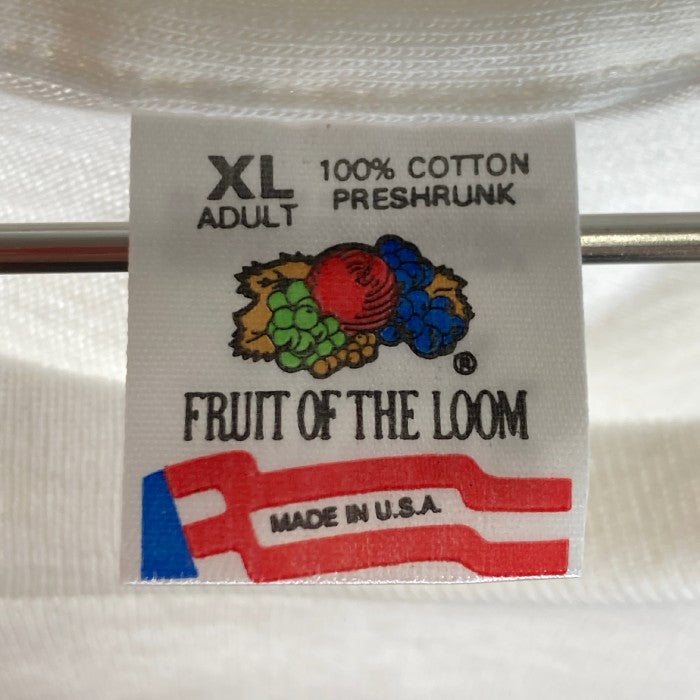 XL 100% COTTON
ADULT PRESHRUNK
®
FRUIT OF THE LOOM
MADE IN U.S.A.